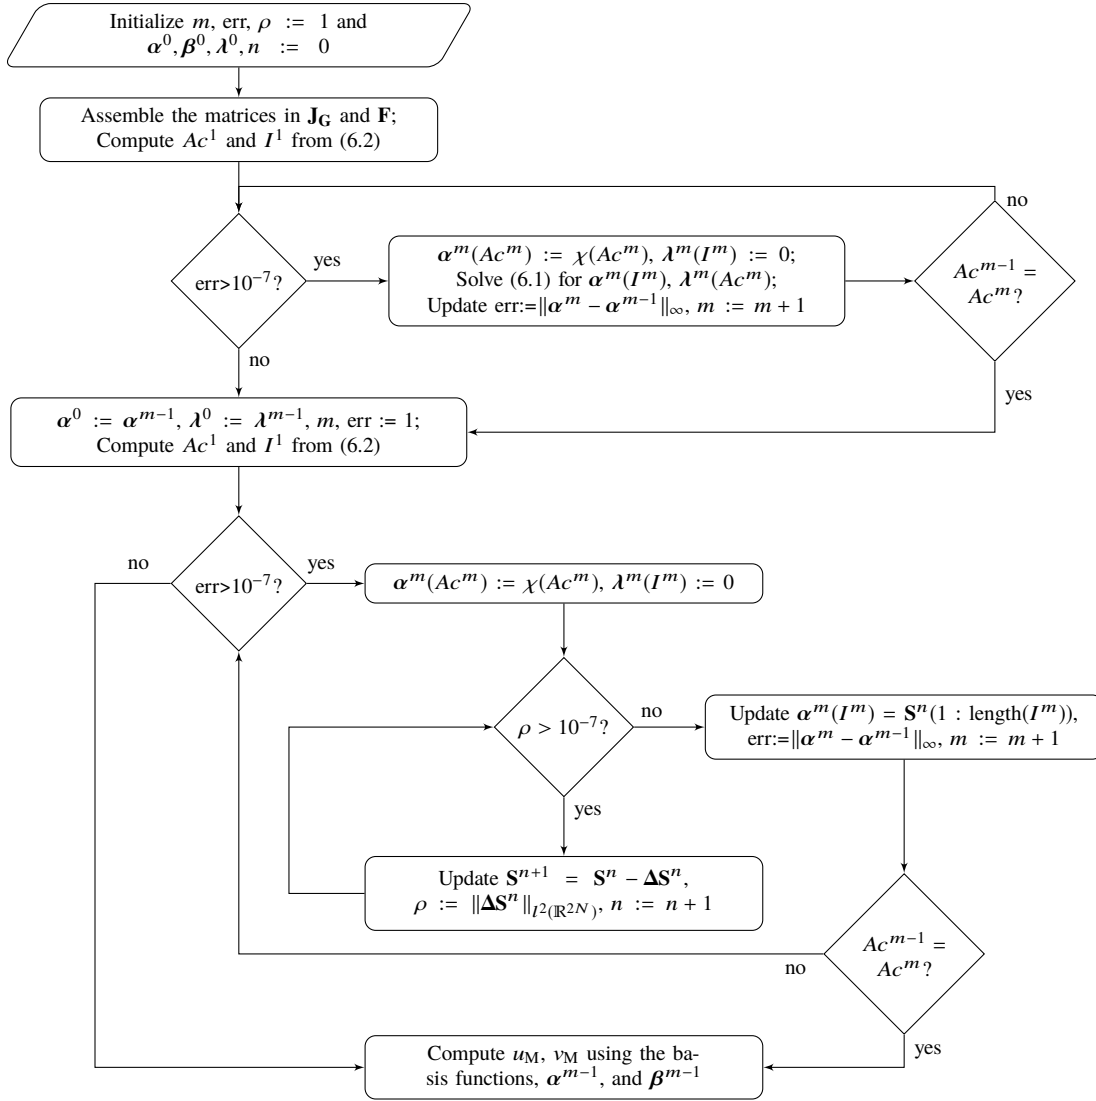 Initialize m, err, ρ := 1 and
α⁰, β⁰, λ⁰, n := 0
Assemble the matrices in J_G and F;
Compute Ac¹ and I¹ from (6.2)
err>10⁻⁷?
yes
α^m(Ac^m) := χ(Ac^m), λ^m(I^m) := 0;
Solve (6.1) for α^m(I^m), λ^m(Ac^m);
Update err:=‖α^m − α^{m−1}‖_∞, m := m + 1
no
Ac^{m−1} =
Ac^m?
no
yes
α⁰ := α^{m−1}, λ⁰ := λ^{m−1}, m, err := 1;
Compute Ac¹ and I¹ from (6.2)
no
err>10⁻⁷?
yes
α^m(Ac^m) := χ(Ac^m), λ^m(I^m) := 0
ρ > 10⁻⁷?
no
Update α^m(I^m) = S^n(1 : length(I^m)),
err:=‖α^m − α^{m−1}‖_∞, m := m + 1
yes
Update S^{n+1} = S^n − ΔS^n,
ρ := ‖ΔS^n‖_{l²(ℝ^{2N})}, n := n + 1
Ac^{m−1} =
Ac^m?
no
yes
Compute u_M, v_M using the ba-
sis functions, α^{m−1}, and β^{m−1}